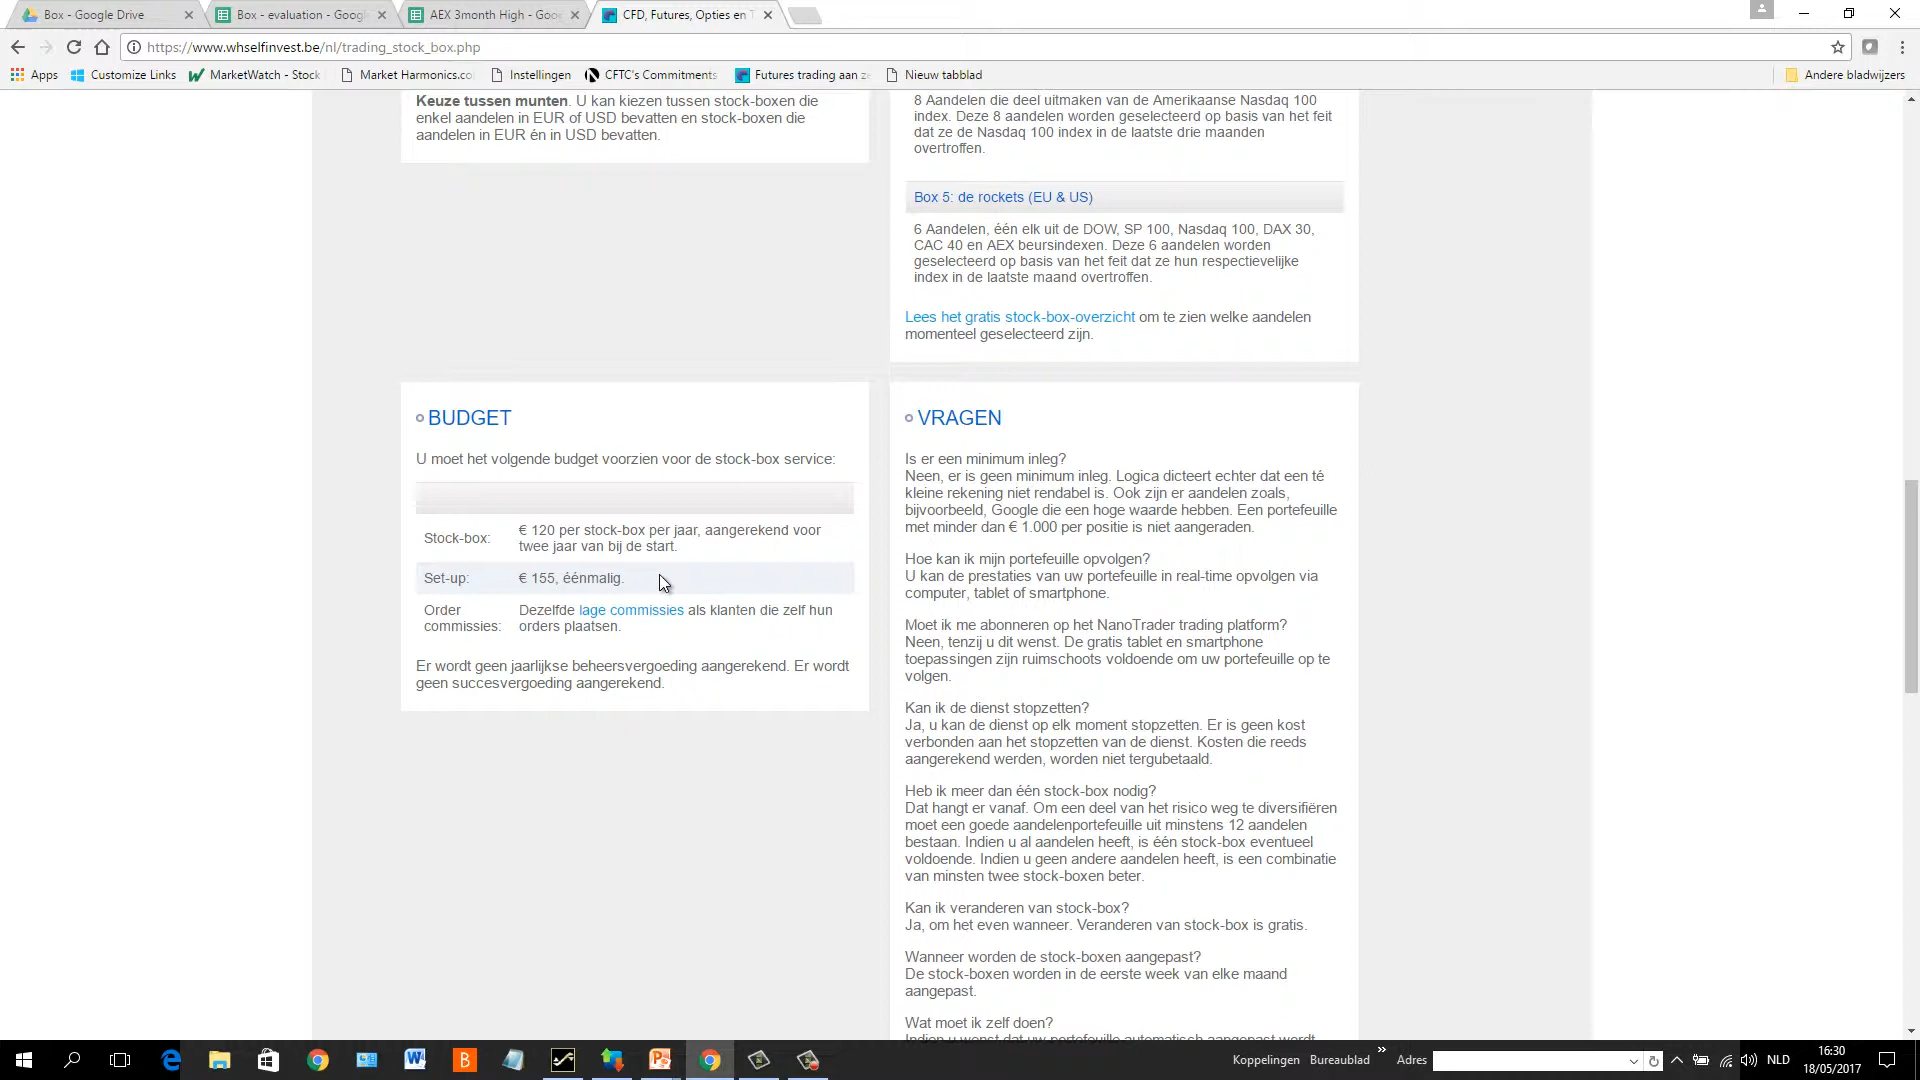 Box - Google Drive
Box - evaluation - Googl
AEX 3month High - Goo
CFD, Futures, Opties en T
https://www.whselfinvest.be/nl/trading_stock_box.php
Apps
Customize Links
MarketWatch - Stock
Market Harmonics.co
Instellingen
CFTC's Commitments
Futures trading aan ze
Nieuw tabblad
Andere bladwijzers
Keuze tussen munten. U kan kiezen tussen stock-boxen die
enkel aandelen in EUR of USD bevatten en stock-boxen die
aandelen in EUR én in USD bevatten.
8 Aandelen die deel uitmaken van de Amerikaanse Nasdaq 100
index. Deze 8 aandelen worden geselecteerd op basis van het feit
dat ze de Nasdaq 100 index in de laatste drie maanden
overtroffen.
Box 5: de rockets (EU & US)
6 Aandelen, één elk uit de DOW, SP 100, Nasdaq 100, DAX 30,
CAC 40 en AEX beursindexen. Deze 6 aandelen worden
geselecteerd op basis van het feit dat ze hun respectievelijke
index in de laatste maand overtroffen.
Lees het gratis stock-box-overzicht om te zien welke aandelen
momenteel geselecteerd zijn.
BUDGET
U moet het volgende budget voorzien voor de stock-box service:
Stock-box:
€ 120 per stock-box per jaar, aangerekend voor
twee jaar van bij de start.
Set-up:
€ 155, éénmalig.
Order
commissies:
Dezelfde lage commissies als klanten die zelf hun
orders plaatsen.
Er wordt geen jaarlijkse beheersvergoeding aangerekend. Er wordt
geen succesvergoeding aangerekend.
VRAGEN
Is er een minimum inleg?
Neen, er is geen minimum inleg. Logica dicteert echter dat een té
kleine rekening niet rendabel is. Ook zijn er aandelen zoals,
bijvoorbeeld, Google die een hoge waarde hebben. Een portefeuille
met minder dan € 1.000 per positie is niet aangeraden.
Hoe kan ik mijn portefeuille opvolgen?
U kan de prestaties van uw portefeuille in real-time opvolgen via
computer, tablet of smartphone.
Moet ik me abonneren op het NanoTrader trading platform?
Neen, tenzij u dit wenst. De gratis tablet en smartphone
toepassingen zijn ruimschoots voldoende om uw portefeuille op te
volgen.
Kan ik de dienst stopzetten?
Ja, u kan de dienst op elk moment stopzetten. Er is geen kost
verbonden aan het stopzetten van de dienst. Kosten die reeds
aangerekend werden, worden niet tergubetaald.
Heb ik meer dan één stock-box nodig?
Dat hangt er vanaf. Om een deel van het risico weg te diversifiëren
moet een goede aandelenportefeuille uit minstens 12 aandelen
bestaan. Indien u al aandelen heeft, is één stock-box eventueel
voldoende. Indien u geen andere aandelen heeft, is een combinatie
van minsten twee stock-boxen beter.
Kan ik veranderen van stock-box?
Ja, om het even wanneer. Veranderen van stock-box is gratis.
Wanneer worden de stock-boxen aangepast?
De stock-boxen worden in de eerste week van elke maand
aangepast.
Wat moet ik zelf doen?
Indien u wenst dat uw portefeuille automatisch aangepast wordt
Koppelingen
Bureaublad
Adres
NLD
16:30
18/05/2017